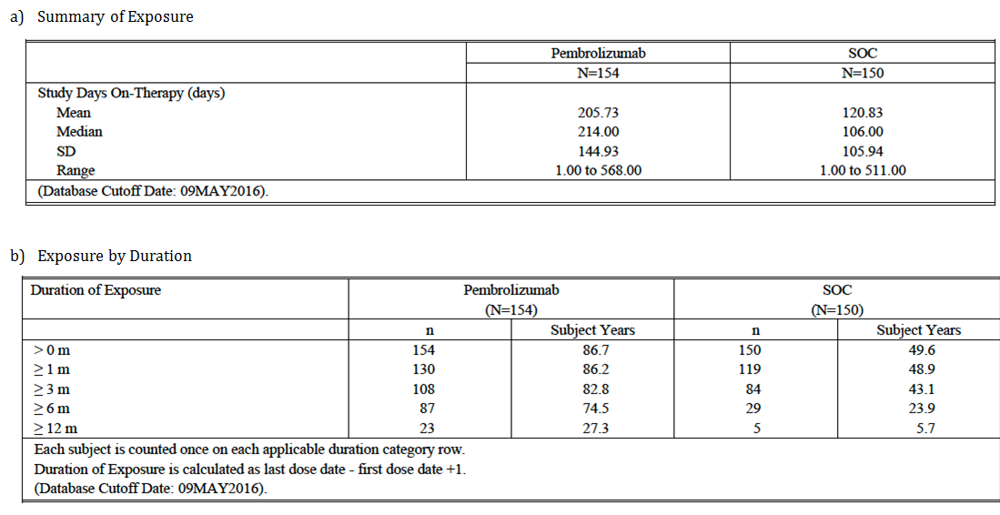 a) Summary of Exposure
Pembrolizumab SOC
N=154 N=150
Study Days On-Therapy (days)
Mean 205.73 120.83
Median 214.00 106.00
SD 144.93 105.94
Range 1.00 to 568.00 1.00 to 511.00
(Database Cutoff Date: 09MAY2016).
b) Exposure by Duration
Duration of Exposure Pembrolizumab SOC
(N=154) (N=150)
n Subject Years n Subject Years
> 0 m 154 86.7 150 49.6
≥ 1 m 130 86.2 119 48.9
≥ 3 m 108 82.8 84 43.1
≥ 6 m 87 74.5 29 23.9
≥ 12 m 23 27.3 5 5.7
Each subject is counted once on each applicable duration category row.
Duration of Exposure is calculated as last dose date - first dose date +1.
(Database Cutoff Date: 09MAY2016).